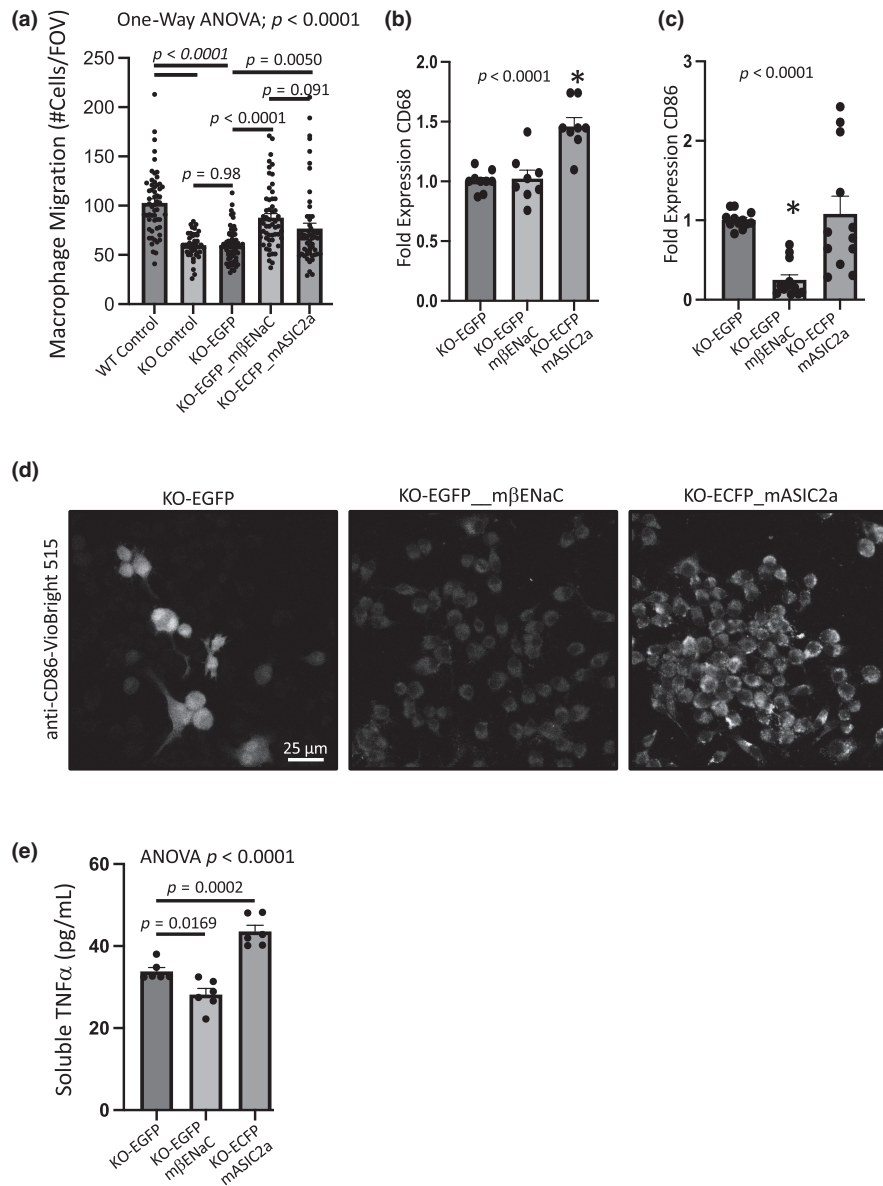 (a)
One-Way ANOVA; p < 0.0001
Macrophage Migration (#Cells/FOV)
250
200
150
100
50
0
p < 0.0001
p = 0.0050
p = 0.091
p < 0.0001
p = 0.98
WT Control
KO Control
KO-EGFP
KO-EGFP_mβENaC
KO-ECFP_mASIC2a
(b)
Fold Expression CD68
2.0
1.5
1.0
0.5
0.0
p < 0.0001
*
KO-EGFP
KO-EGFP
mβENaC
KO-ECFP
mASIC2a
(c)
Fold Expression CD86
3
2
1
0
p < 0.0001
*
KO-EGFP
KO-EGFP
mβENaC
KO-ECFP
mASIC2a
(d)
KO-EGFP
KO-EGFP__mβENaC
KO-ECFP_mASIC2a
anti-CD86-VioBright 515
25 μm
(e)
ANOVA p < 0.0001
Soluble TNFα (pg/mL)
60
40
20
0
p = 0.0002
p = 0.0169
KO-EGFP
KO-EGFP
mβENaC
KO-ECFP
mASIC2a